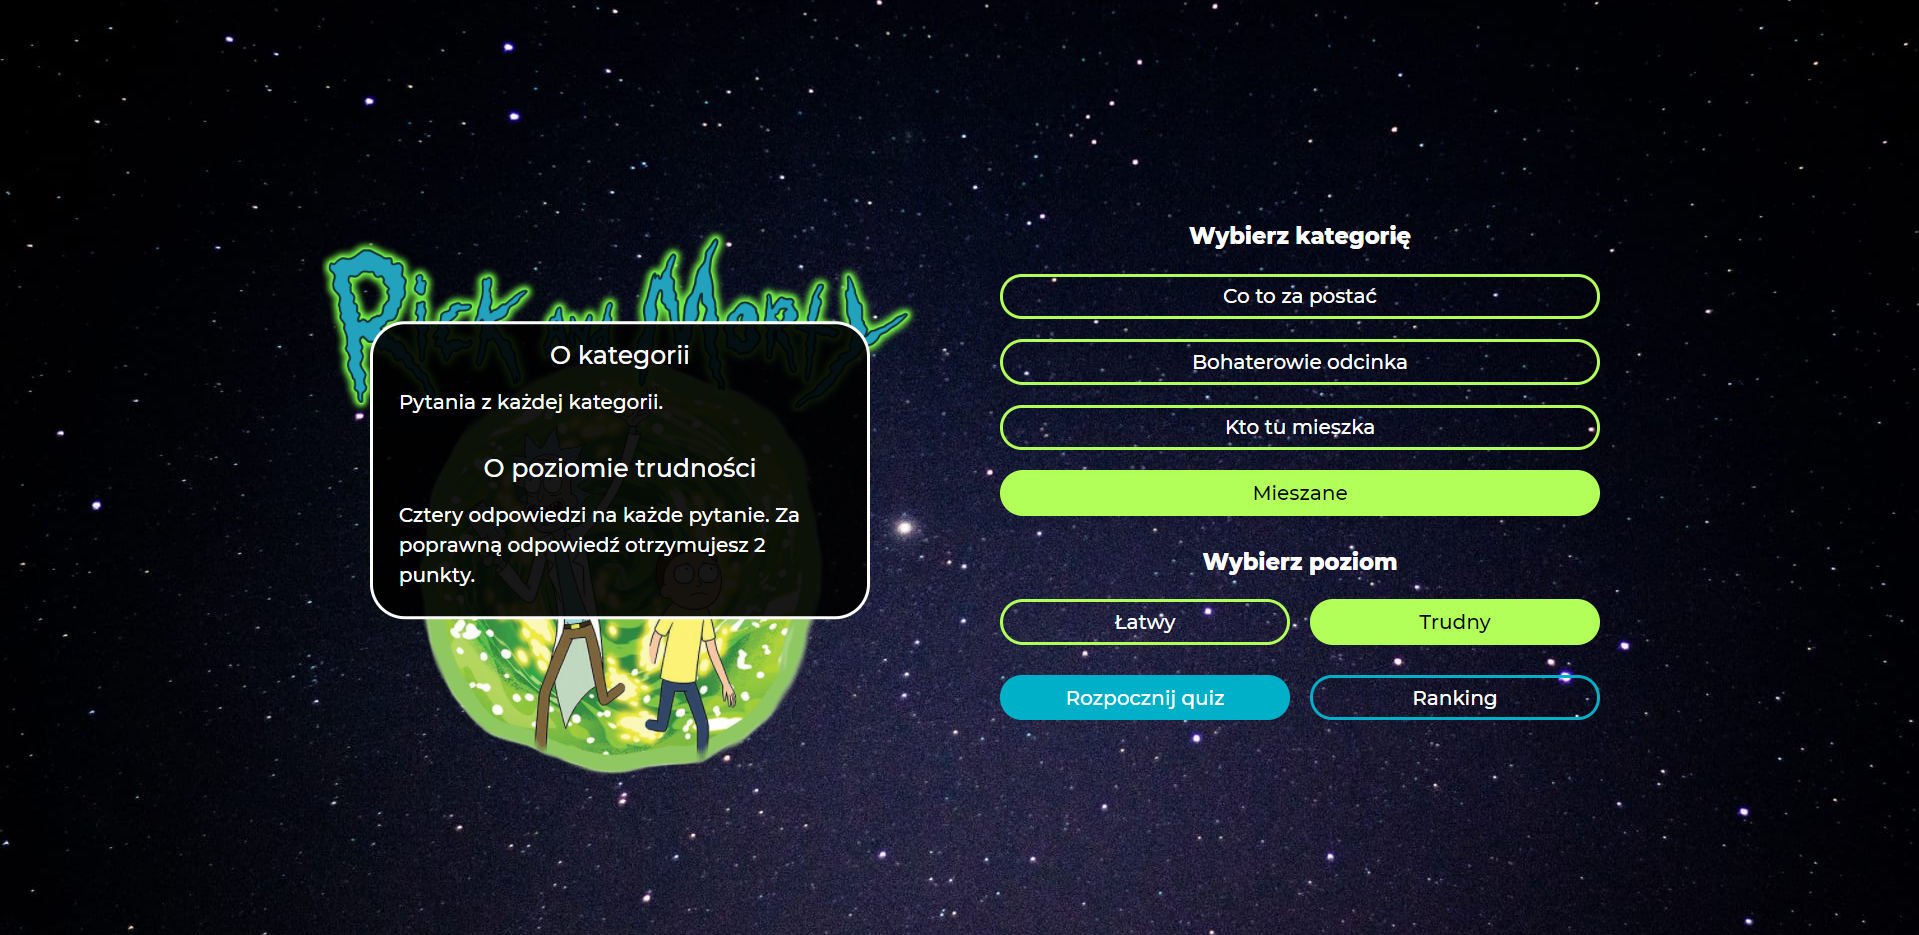 Rick and Morty
O kategorii
Pytania z każdej kategorii.
O poziomie trudności
Cztery odpowiedzi na każde pytanie. Za
poprawną odpowiedź otrzymujesz 2
punkty.
Wybierz kategorię
Co to za postać
Bohaterowie odcinka
Kto tu mieszka
Mieszane
Wybierz poziom
Łatwy
Trudny
Rozpocznij quiz
Ranking